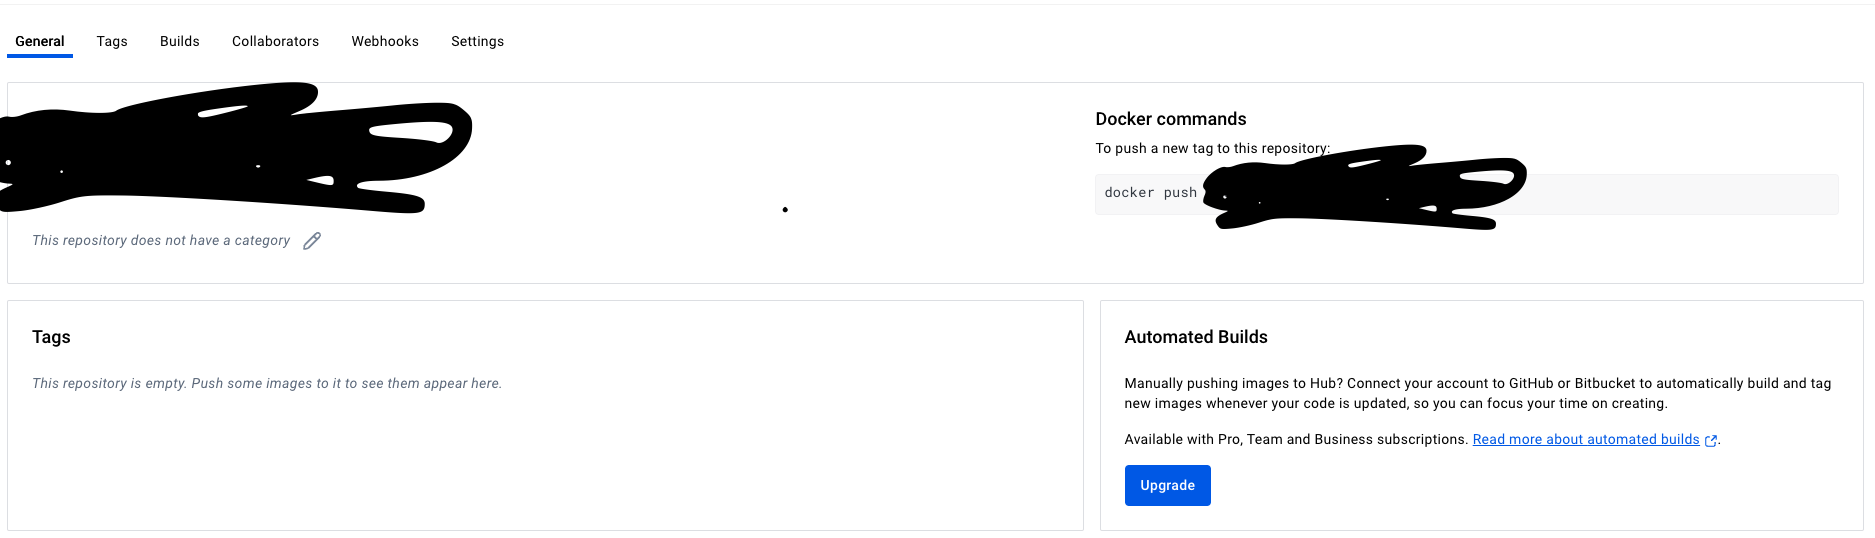 General Tags Builds Collaborators Webhooks Settings
This repository does not have a category
Docker commands
To push a new tag to this repository:
docker push
Tags
This repository is empty. Push some images to it to see them appear here.
Automated Builds
Manually pushing images to Hub? Connect your account to GitHub or Bitbucket to automatically build and tag
new images whenever your code is updated, so you can focus your time on creating.
Available with Pro, Team and Business subscriptions. Read more about automated builds.
Upgrade